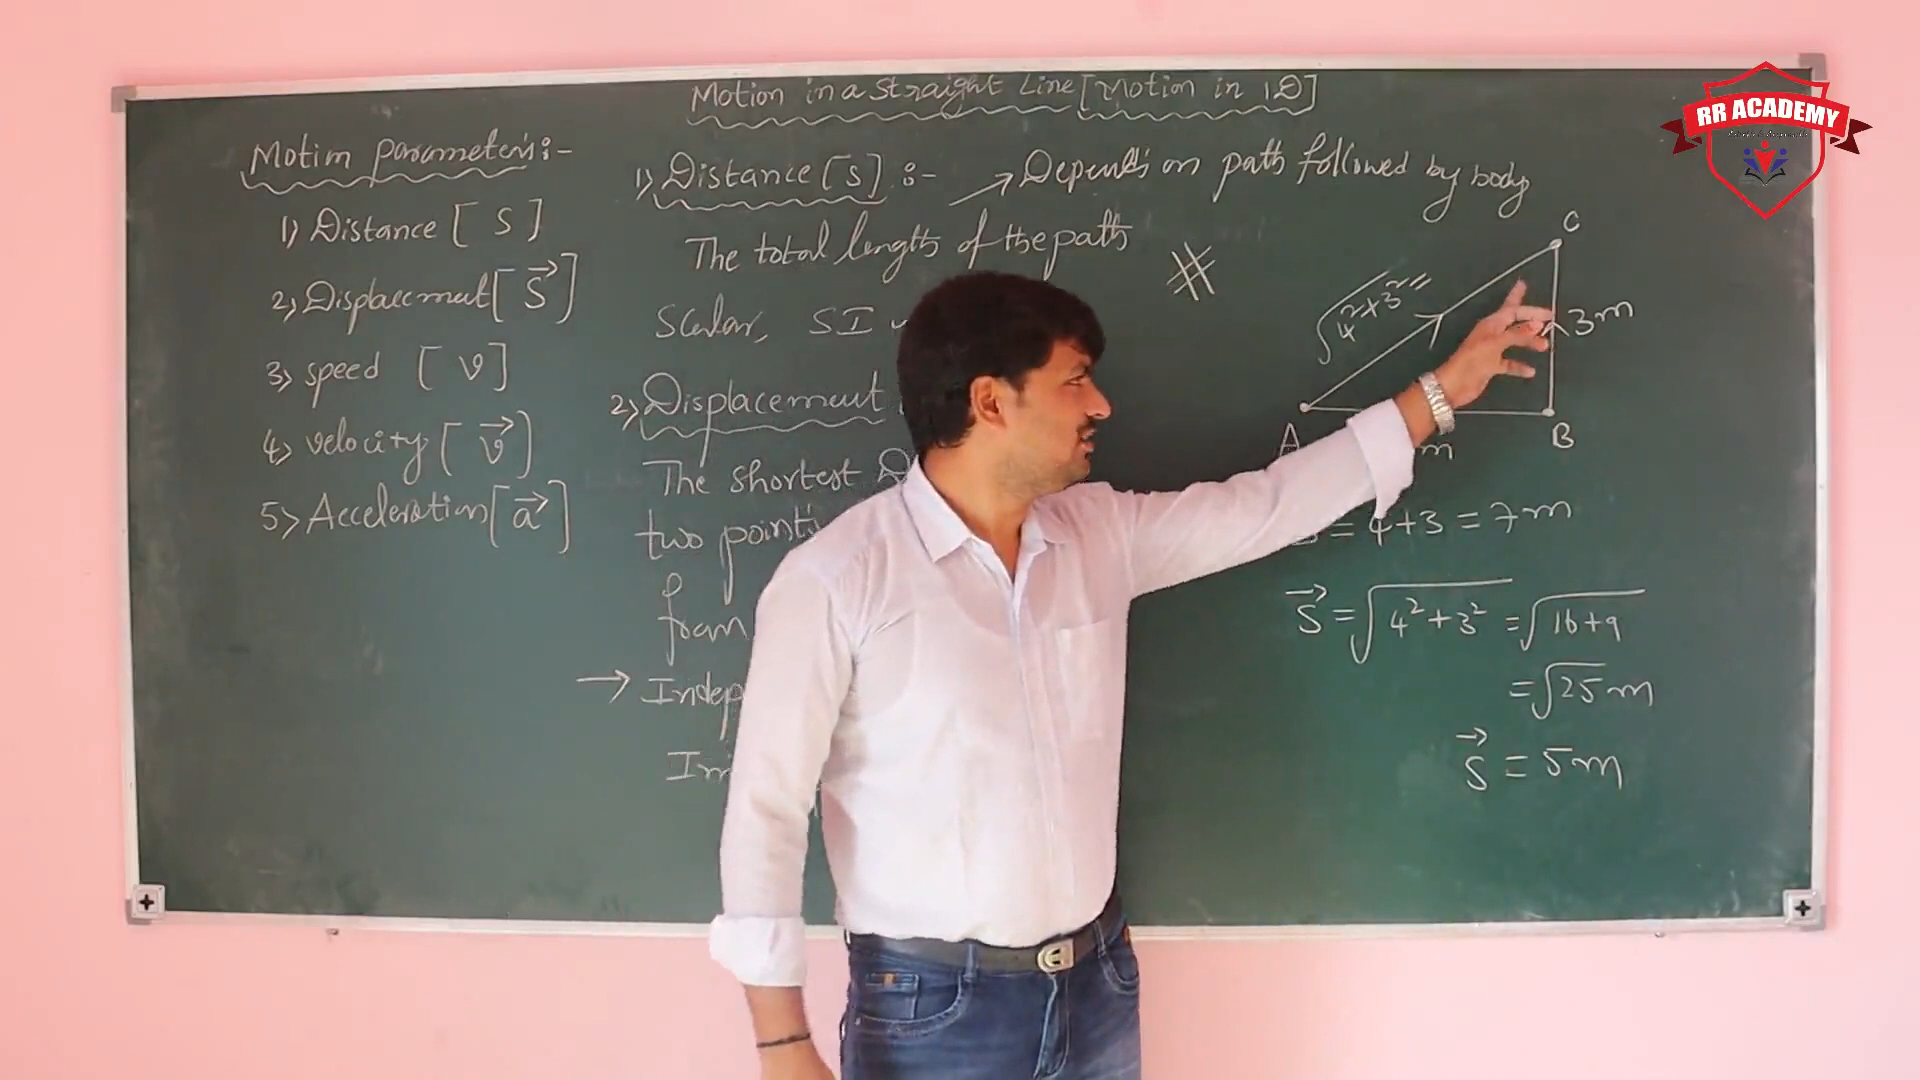 Motion in a straight Line [Motion in 1D]
Motion parameters:-
1) Distance [ S ]
2) Displacement [ S⃗ ]
3) speed [ v ]
4) velocity [ v⃗ ]
5) Acceleration [ a⃗ ]
1) Distance [S] :- → Depends on path followed by body
The total length of the path
Scalar, SI
2) Displacement
The shortest
two points
from
→
#
C
√4²+3²
3m
A
B
m
= 4+3 = 7m
S⃗ = √4²+3² = √16+9
= √25 m
S⃗ = 5m
RR ACADEMY